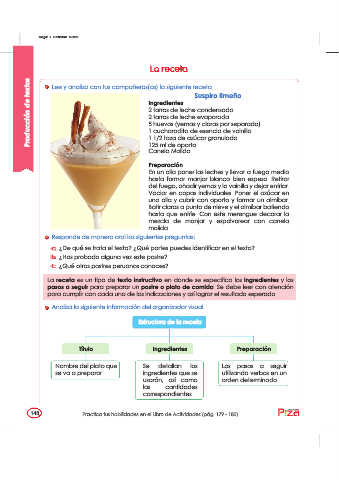 La receta
Producción de textos
Lee y analiza con tus compañeros(as) la siguiente receta:
Suspiro limeño
Ingredientes
2 tarros de leche condensada
2 tarros de leche evaporada
5 huevos (yemas y claras por separado)
1 cucharadita de esencia de vainilla
1 1/2 taza de azúcar granulada
125 ml de oporto
Canela Molida
Preparación
En un olla poner las leches y llevar a fuego medio
hasta formar manjar blanco bien espeso. Retirar
del fuego, añadir yemas y la vainilla y dejar enfriar.
Vaciar en copas individuales. Poner el azúcar en
una olla y cubrir con oporto y formar un almíbar.
Batir claras a punto de nieve y el almíbar batiendo
hasta que enfríe. Con este merengue decorar la
mezcla de manjar y espolvorear con canela
molida.
Responde de manera oral las siguientes preguntas:
a. ¿De qué se trata el texto? ¿Qué partes puedes identificar en el texto?
b. ¿Has probado alguna vez este postre?
c. ¿Qué otros postres peruanos conoces?
La receta es un tipo de texto instructivo en donde se especifica los ingredientes y los
pasos a seguir para preparar un postre o plato de comida. Se debe leer con atención
para cumplir con cada una de las indicaciones y así lograr el resultado esperado.
Analiza la siguiente información del organizador visual.
Estructura de la receta
Título
Ingredientes
Preparación
Nombre del plato que
se va a preparar
Se detallan los
ingredientes que se
usarán, así como
las cantidades
correspondientes
Los pasos a seguir
utilizando verbos en un
orden determinado
148
Practica tus habilidades en el Libro de Actividades (pág. 179 - 180)